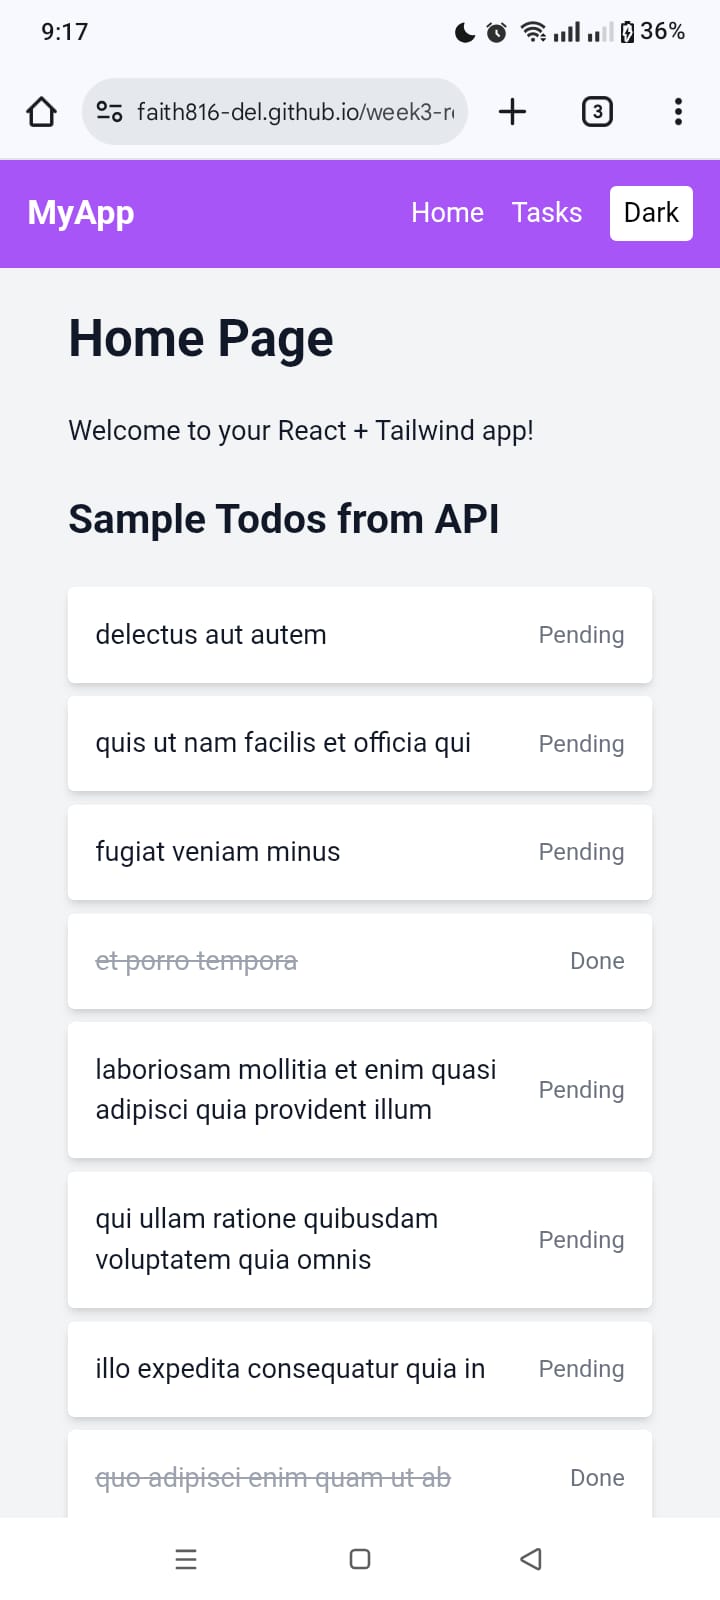 9:17
36%
faith816-del.github.io/week3-r
3
MyApp
Home
Tasks
Dark
Home Page
Welcome to your React + Tailwind app!
Sample Todos from API
delectus aut autem
Pending
quis ut nam facilis et officia qui
Pending
fugiat veniam minus
Pending
et porro tempora
Done
laboriosam mollitia et enim quasi
adipisci quia provident illum
Pending
qui ullam ratione quibusdam
voluptatem quia omnis
Pending
illo expedita consequatur quia in
Pending
quo adipisci enim quam ut ab
Done